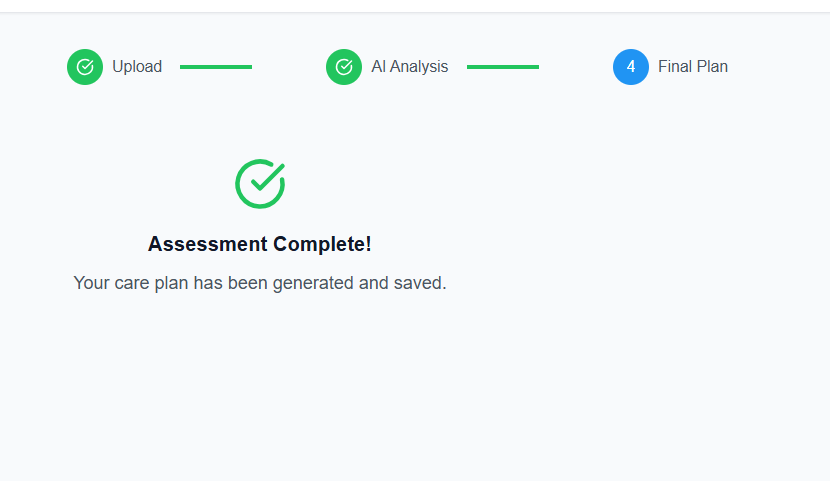 Upload AI Analysis 4 Final Plan
Assessment Complete!
Your care plan has been generated and saved.